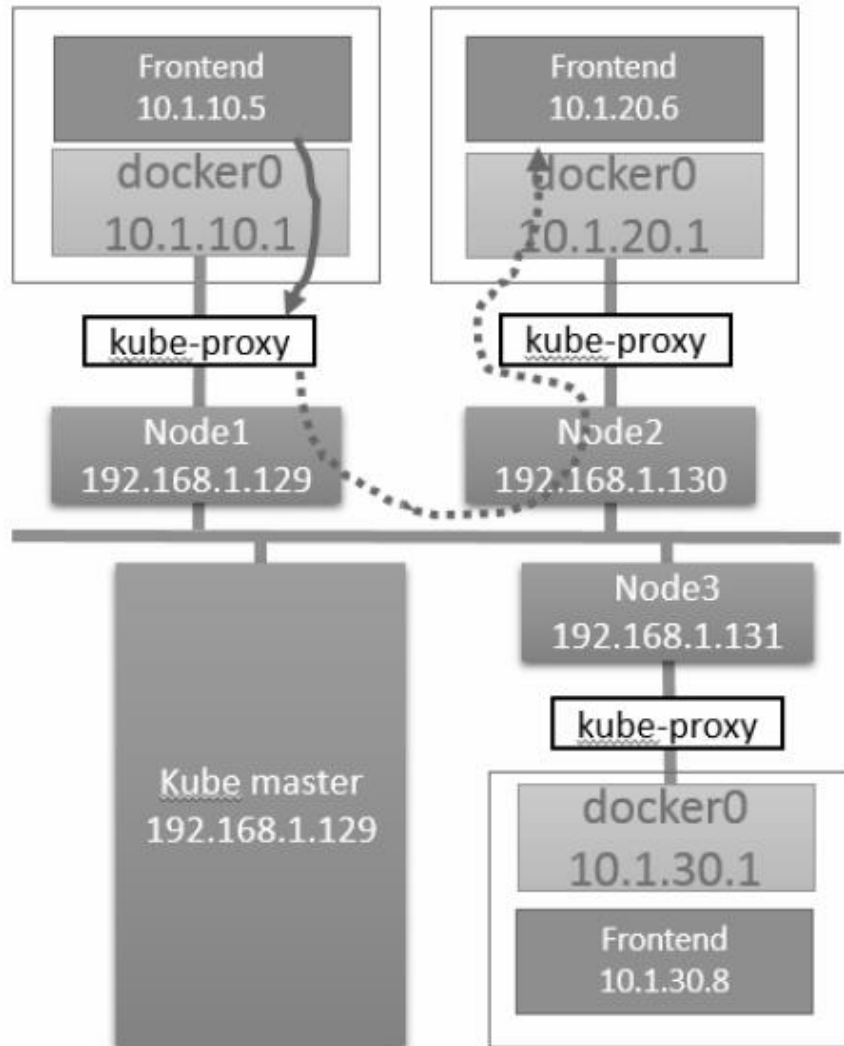 Frontend
10.1.10.5
docker0
10.1.10.1
kube-proxy
Node1
192.168.1.129
Frontend
10.1.20.6
docker0
10.1.20.1
kube-proxy
Node2
192.168.1.130
Kube master
192.168.1.129
Node3
192.168.1.131
kube-proxy
docker0
10.1.30.1
Frontend
10.1.30.8